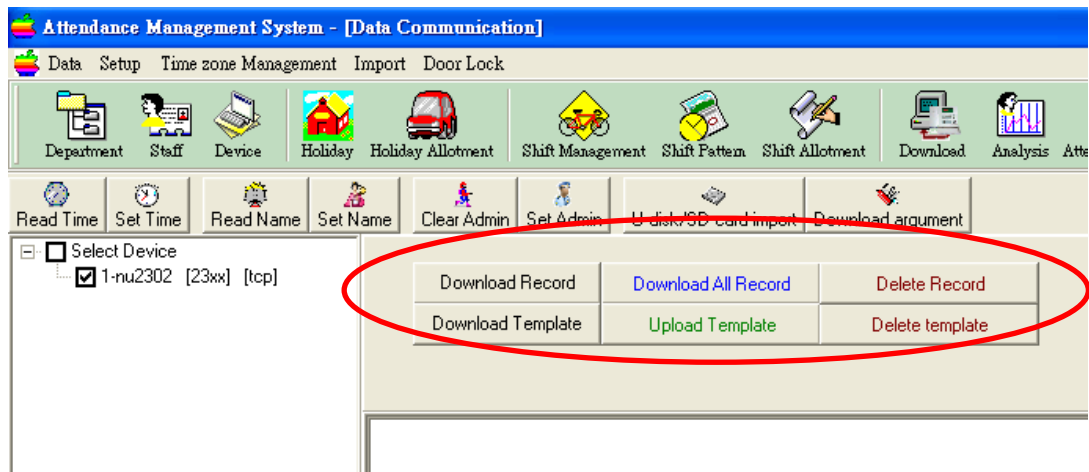 Attendance Management System - [Data Communication]
Data Setup Time zone Management Import Door Lock
Department Staff Device Holiday Holiday Allotment Shift Management Shift Pattern Shift Allotment Download Analysis Atte
Read Time Set Time Read Name Set Name Clear Admin Set Admin U-disk/SD card import Download argument
Select Device
1-nu2302 [23xx] [tcp]
Download Record Download All Record Delete Record
Download Template Upload Template Delete template